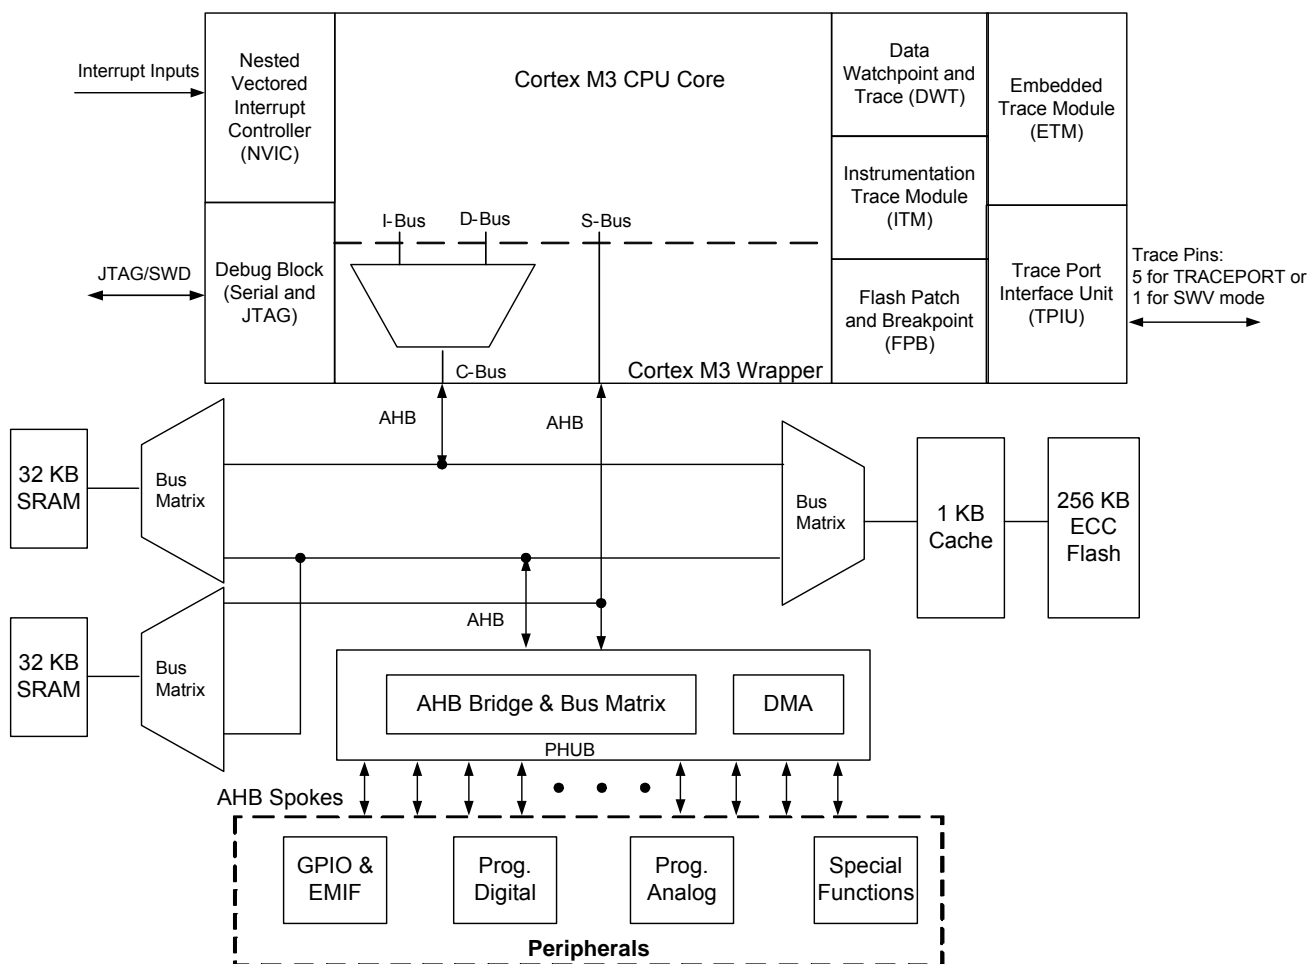 Interrupt Inputs
Nested
Vectored
Interrupt
Controller
(NVIC)
Cortex M3 CPU Core
Data
Watchpoint and
Trace (DWT)
Embedded
Trace Module
(ETM)
Instrumentation
Trace Module
(ITM)
I-Bus
D-Bus
S-Bus
JTAG/SWD
Debug Block
(Serial and
JTAG)
Flash Patch
and Breakpoint
(FPB)
Trace Port
Interface Unit
(TPIU)
Trace Pins:
5 for TRACEPORT or
1 for SWV mode
C-Bus
Cortex M3 Wrapper
AHB
AHB
32 KB
SRAM
Bus
Matrix
Bus
Matrix
1 KB
Cache
256 KB
ECC
Flash
AHB
32 KB
SRAM
Bus
Matrix
AHB Bridge & Bus Matrix
DMA
PHUB
AHB Spokes
GPIO &
EMIF
Prog.
Digital
Prog.
Analog
Special
Functions
Peripherals